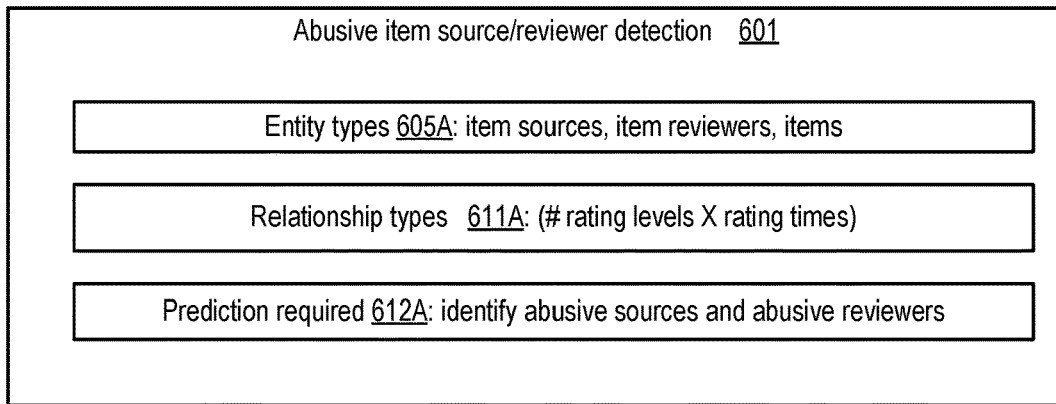 Abusive item source/reviewer detection 601
Entity types 605A: item sources, item reviewers, items
Relationship types 611A: (# rating levels X rating times)
Prediction required 612A: identify abusive sources and abusive reviewers